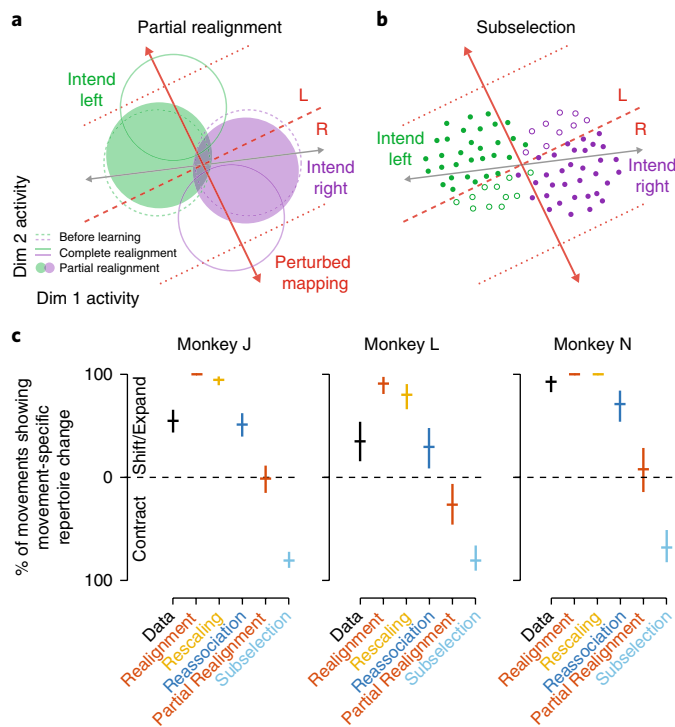 a
Partial realignment
Intend
left
L
R
Intend
right
Before learning
Complete realignment
Partial realignment
Perturbed
mapping
Dim 2 activity
Dim 1 activity
b
Subselection
L
R
Intend
left
Intend
right
c
Monkey J
Monkey L
Monkey N
% of movements showing
movement-specific
repertoire change
Shift/Expand
Contract
100
0
100
Data
Realignment
Rescaling
Reassociation
Partial Realignment
Subselection
Data
Realignment
Rescaling
Reassociation
Partial Realignment
Subselection
Data
Realignment
Rescaling
Reassociation
Partial Realignment
Subselection